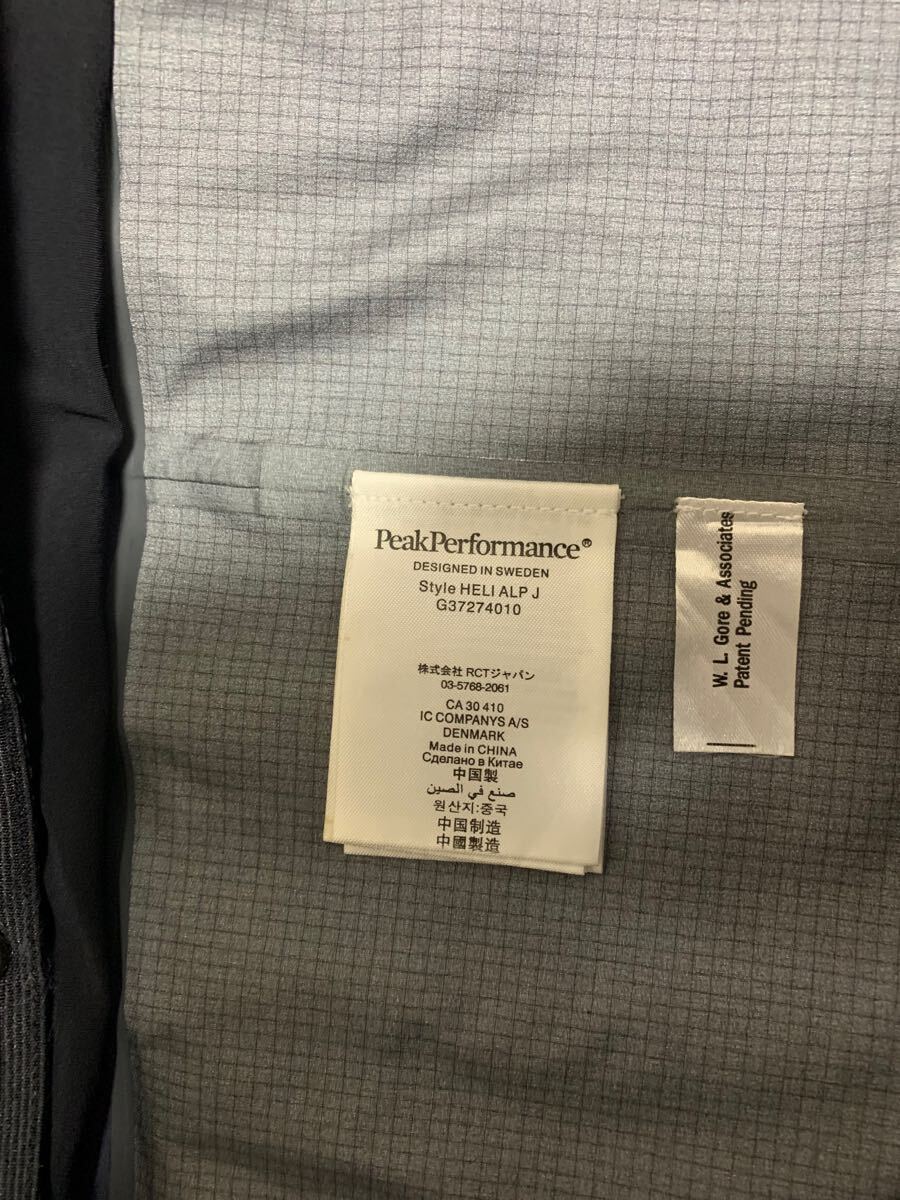 PeakPerformance®
DESIGNED IN SWEDEN
Style HELI ALP J
G37274010
株式会社 RCTジャパン
03-5768-2061
CA 30 410
IC COMPANYS A/S
DENMARK
Made in CHINA
Сделано в Китае
中国製
صنع في الصين
원산지:중국
中国制造
中國製造
W. L. Gore & Associates
Patent Pending